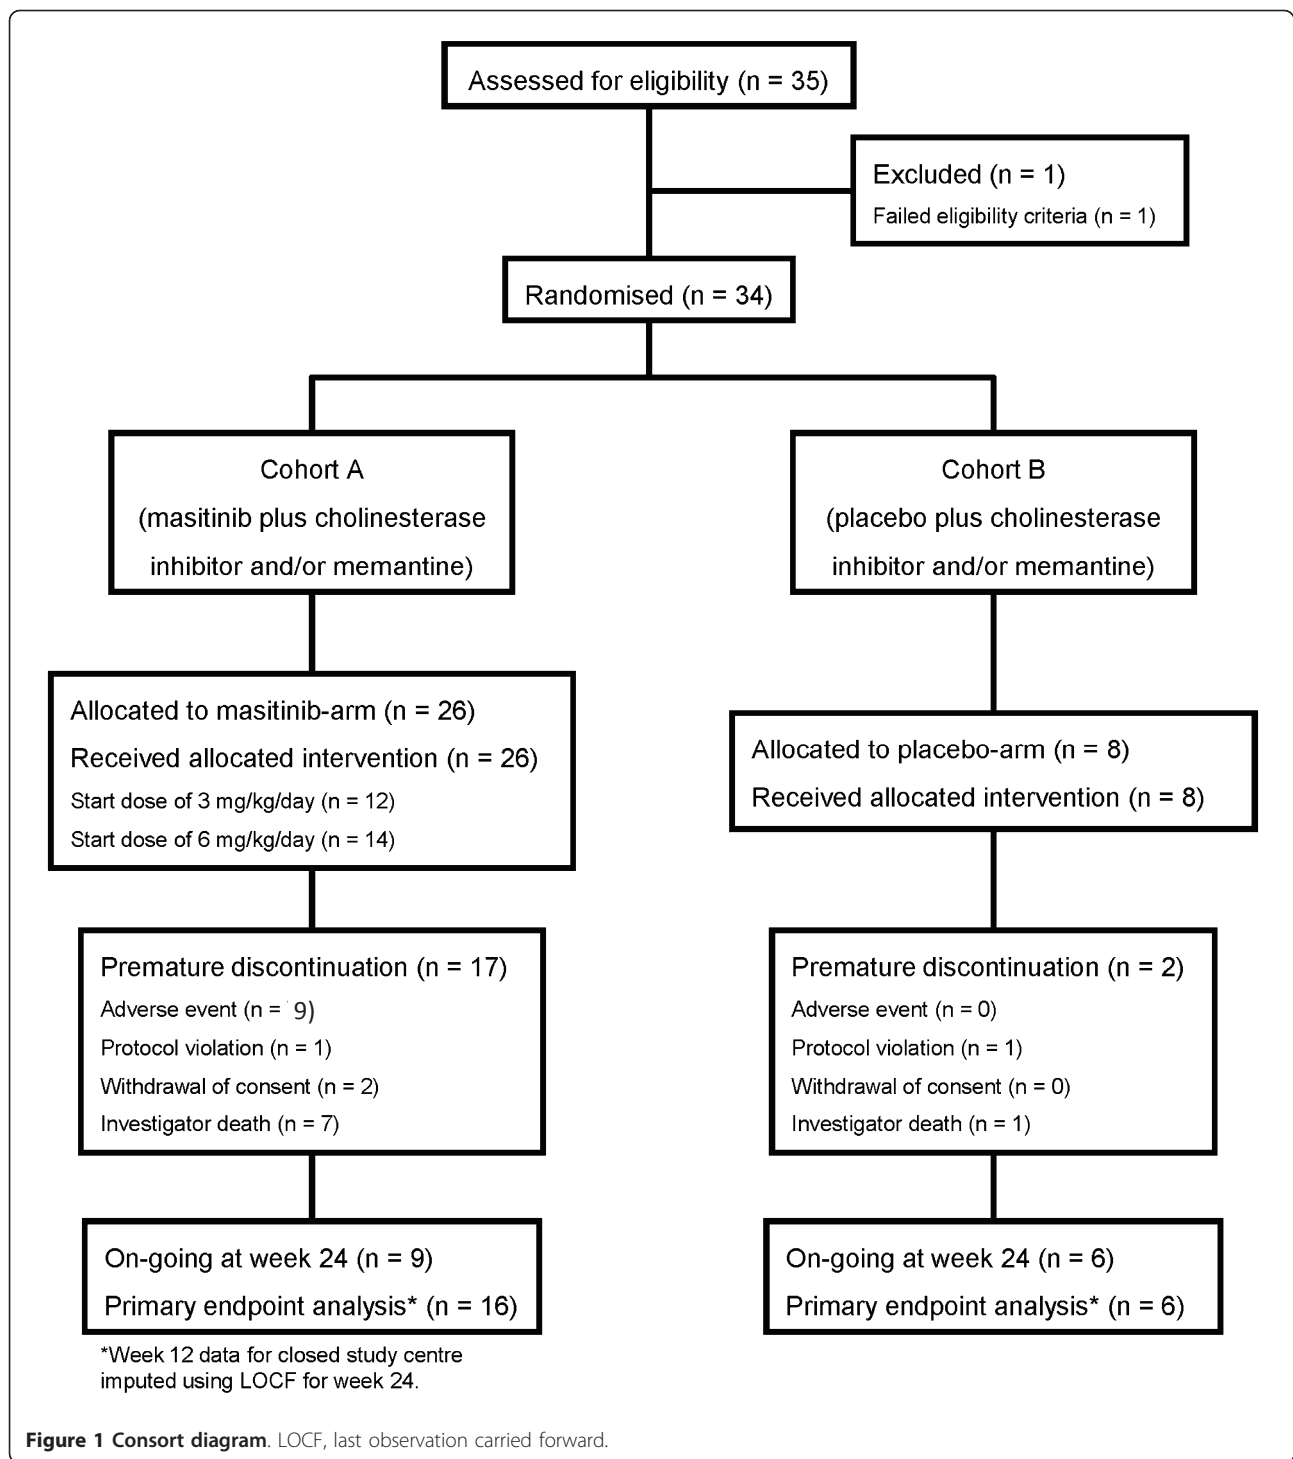 Assessed for eligibility (n = 35)
Excluded (n = 1)
Failed eligibility criteria (n = 1)
Randomised (n = 34)
Cohort A
(masitinib plus cholinesterase
inhibitor and/or memantine)
Cohort B
(placebo plus cholinesterase
inhibitor and/or memantine)
Allocated to masitinib-arm (n = 26)
Received allocated intervention (n = 26)
Start dose of 3 mg/kg/day (n = 12)
Start dose of 6 mg/kg/day (n = 14)
Allocated to placebo-arm (n = 8)
Received allocated intervention (n = 8)
Premature discontinuation (n = 17)
Adverse event (n = 9)
Protocol violation (n = 1)
Withdrawal of consent (n = 2)
Investigator death (n = 7)
Premature discontinuation (n = 2)
Adverse event (n = 0)
Protocol violation (n = 1)
Withdrawal of consent (n = 0)
Investigator death (n = 1)
On-going at week 24 (n = 9)
Primary endpoint analysis* (n = 16)
On-going at week 24 (n = 6)
Primary endpoint analysis* (n = 6)
*Week 12 data for closed study centre
imputed using LOCF for week 24.
Figure 1 Consort diagram. LOCF, last observation carried forward.